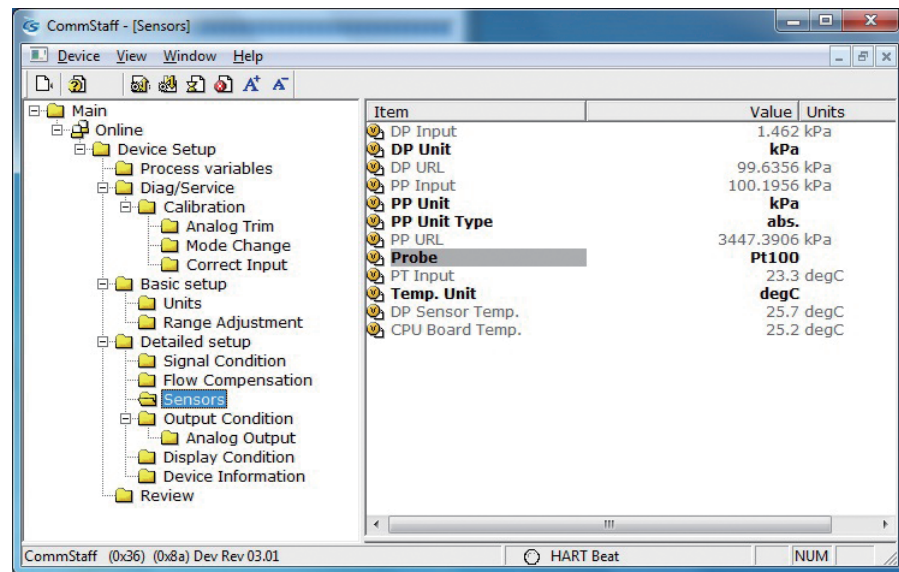 CommStaff - [Sensors]
Device View Window Help
Main
Online
Device Setup
Process variables
Diag/Service
Calibration
Analog Trim
Mode Change
Correct Input
Basic setup
Units
Range Adjustment
Detailed setup
Signal Condition
Flow Compensation
Sensors
Output Condition
Analog Output
Display Condition
Device Information
Review
Item Value Units
DP Input 1.462 kPa
DP Unit kPa
DP URL 99.6356 kPa
PP Input 100.1956 kPa
PP Unit kPa
PP Unit Type abs.
PP URL 3447.3906 kPa
Probe Pt100
PT Input 23.3 degC
Temp. Unit degC
DP Sensor Temp. 25.7 degC
CPU Board Temp. 25.2 degC
CommStaff (0x36) (0x8a) Dev Rev 03.01 HART Beat NUM